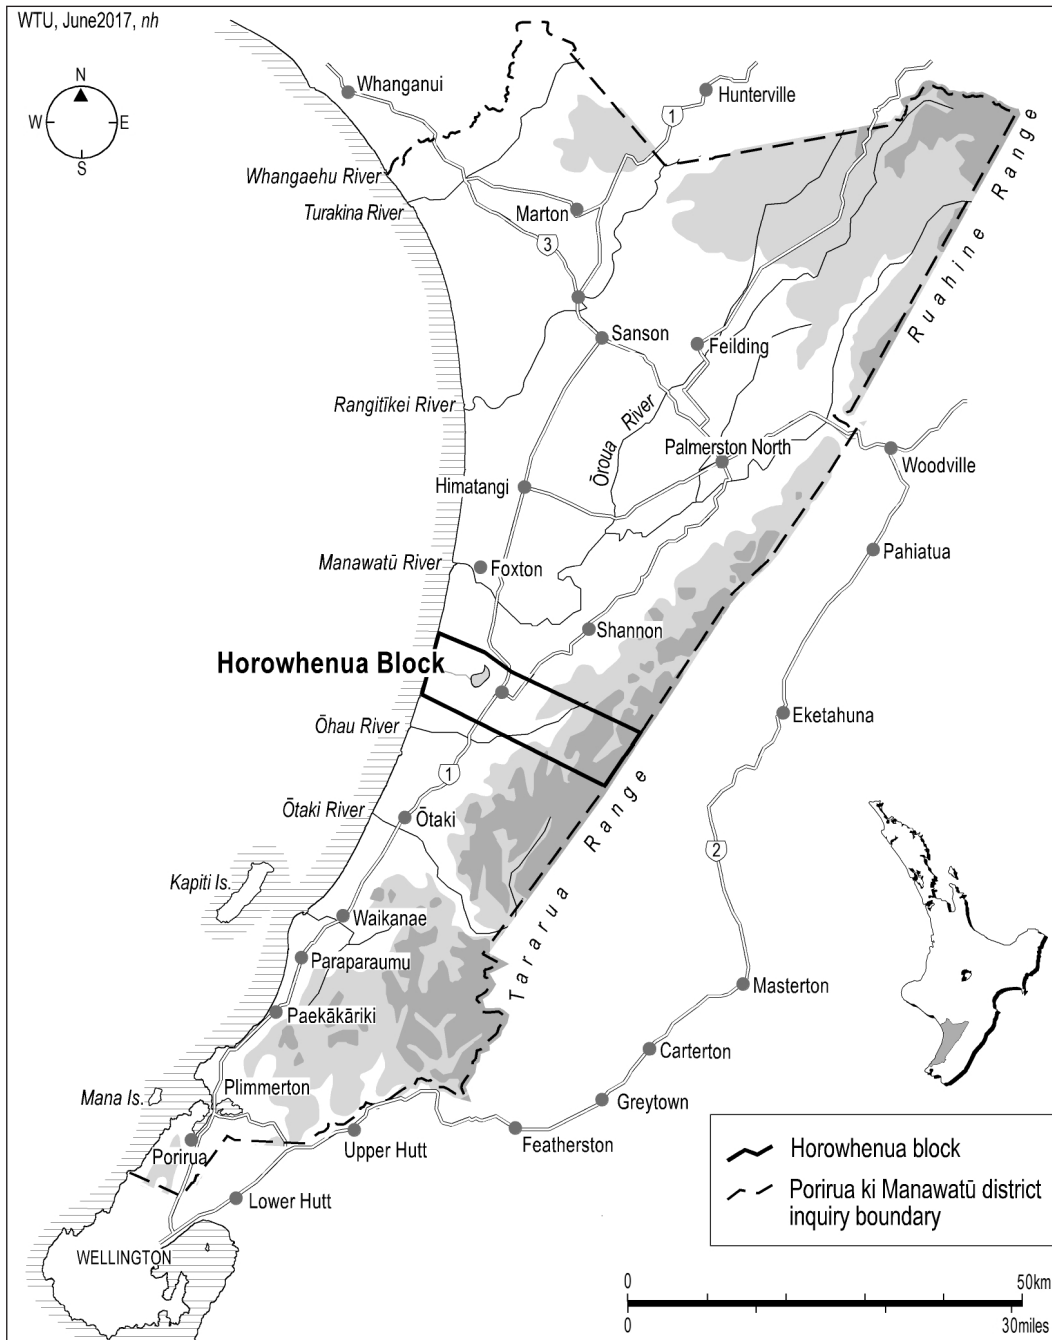 WTU, June2017, nh
N
W
E
S
Whanganui
Hunterville
1
Whangaehu River
Turakina River
Marton
3
Ruahine Range
Sanson
Feilding
Rangitīkei River
Ōroua River
Palmerston North
Woodville
Himatangi
Manawatū River
Foxton
Pahiatua
Shannon
Horowhenua Block
Ōhau River
Eketahuna
1
Ōtaki River
Ōtaki
Tararua Range
2
Kapiti Is.
Waikanae
Paraparaumu
Masterton
Paekākāriki
Carterton
Plimmerton
Mana Is.
Greytown
Porirua
Upper Hutt
Featherston
Lower Hutt
WELLINGTON
Horowhenua block
Porirua ki Manawatū district
inquiry boundary
0
50km
0
30miles